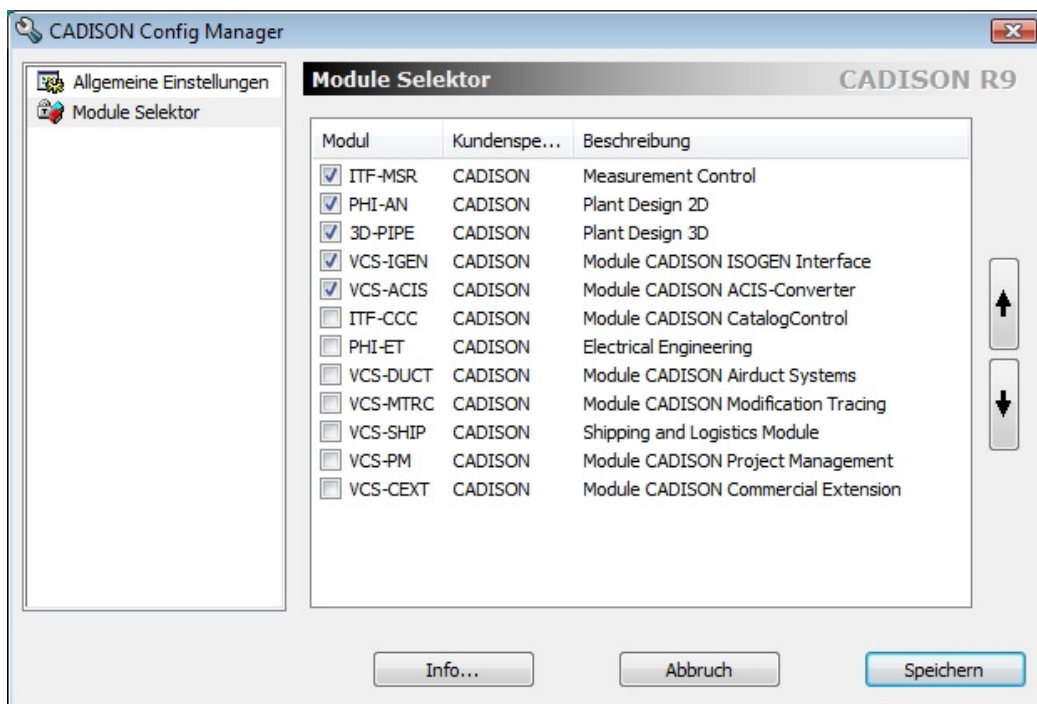 CADISON Config Manager
Allgemeine Einstellungen
Module Selektor
Module Selektor CADISON R9
Modul Kundenspe... Beschreibung
ITF-MSR CADISON Measurement Control
PHI-AN CADISON Plant Design 2D
3D-PIPE CADISON Plant Design 3D
VCS-IGEN CADISON Module CADISON ISOGEN Interface
VCS-ACIS CADISON Module CADISON ACIS-Converter
ITF-CCC CADISON Module CADISON CatalogControl
PHI-ET CADISON Electrical Engineering
VCS-DUCT CADISON Module CADISON Airduct Systems
VCS-MTRC CADISON Module CADISON Modification Tracing
VCS-SHIP CADISON Shipping and Logistics Module
VCS-PM CADISON Module CADISON Project Management
VCS-CEXT CADISON Module CADISON Commercial Extension
Info... Abbruch Speichern